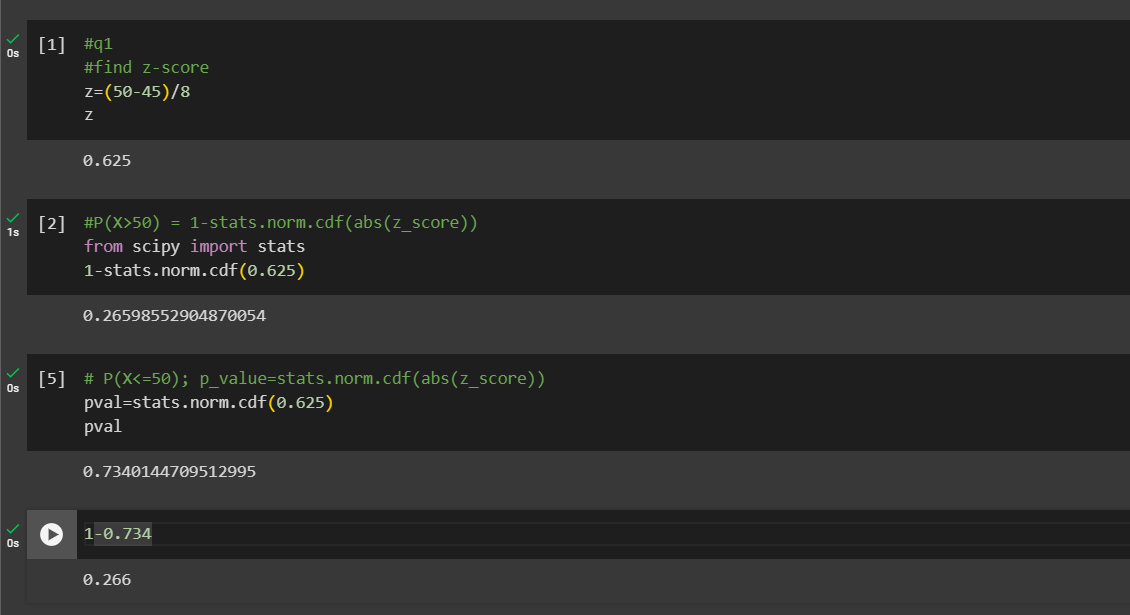 [1] #q1
0s
#find z-score
z=(50-45)/8
z
0.625
[2] #P(X>50) = 1-stats.norm.cdf(abs(z_score))
1s
from scipy import stats
1-stats.norm.cdf(0.625)
0.26598552904870054
[5] # P(X<=50); p_value=stats.norm.cdf(abs(z_score))
0s
pval=stats.norm.cdf(0.625)
pval
0.7340144709512995
1-0.734
0s
0.266